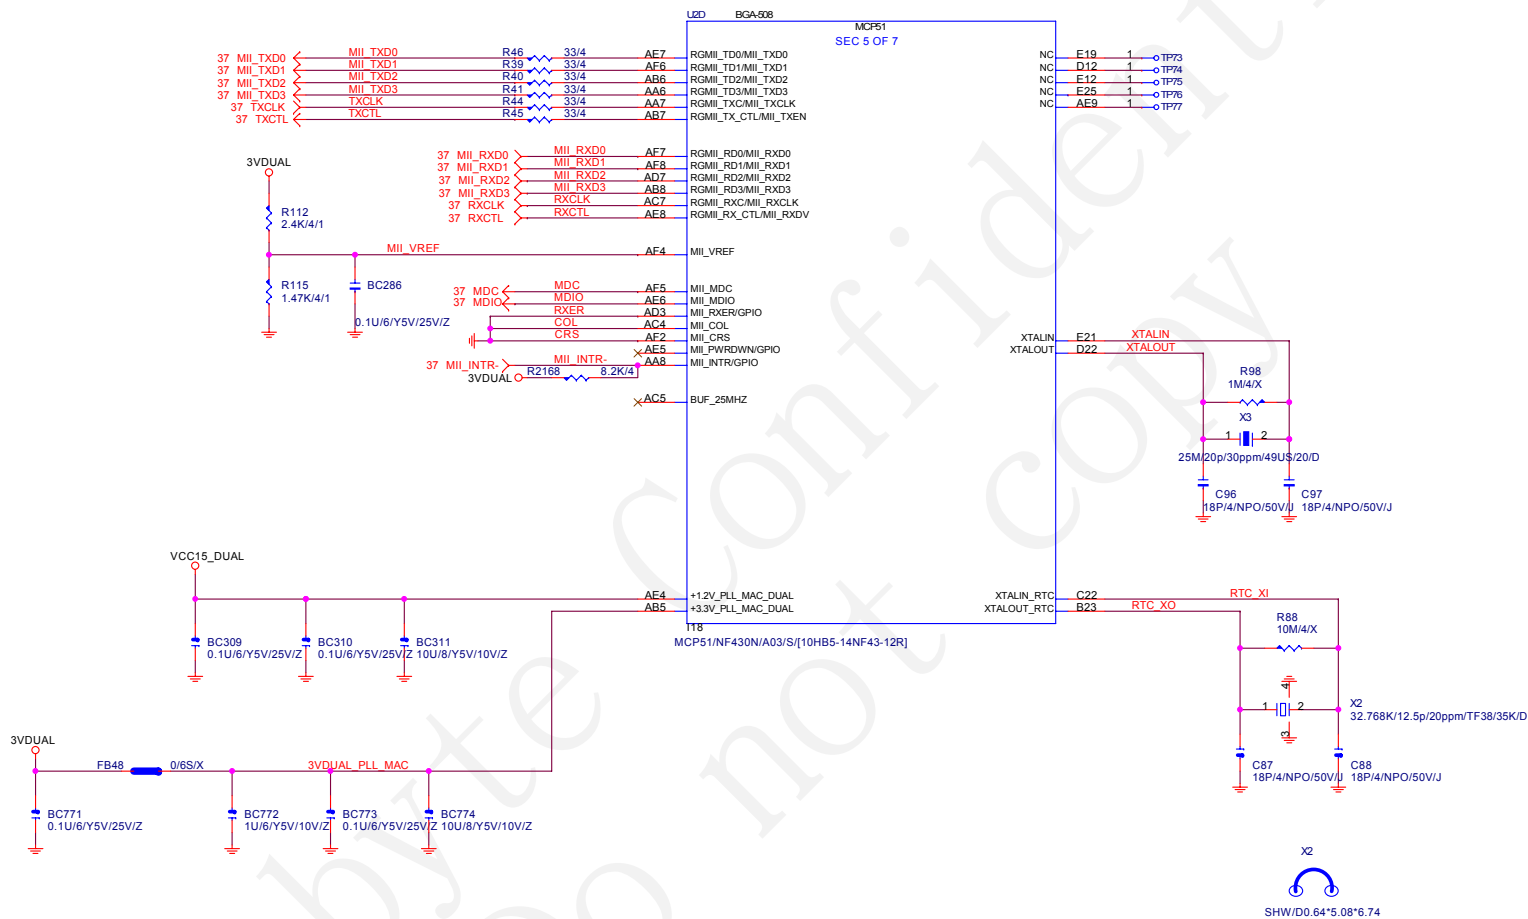 U2D BGA-508
MCP51
SEC 5 OF 7
37 MII_TXD0 MII_TXD0 R46 33/4 AE7 RGMII_TD0/MII_TXD0
37 MII_TXD1 MII_TXD1 R39 33/4 AF6 RGMII_TD1/MII_TXD1
37 MII_TXD2 MII_TXD2 R40 33/4 AB6 RGMII_TD2/MII_TXD2
37 MII_TXD3 MII_TXD3 R41 33/4 AA6 RGMII_TD3/MII_TXD3
37 TXCLK TXCLK R44 33/4 AA7 RGMII_TXC/MII_TXCLK
37 TXCTL TXCTL R45 33/4 AB7 RGMII_TX_CTL/MII_TXEN
NC E19 1 TP73
NC D12 1 TP74
NC E12 1 TP75
NC E25 1 TP76
NC AE9 1 TP77
37 MII_RXD0 MII_RXD0 AF7 RGMII_RD0/MII_RXD0
37 MII_RXD1 MII_RXD1 AF8 RGMII_RD1/MII_RXD1
37 MII_RXD2 MII_RXD2 AD7 RGMII_RD2/MII_RXD2
37 MII_RXD3 MII_RXD3 AB8 RGMII_RD3/MII_RXD3
37 RXCLK RXCLK AC7 RGMII_RXC/MII_RXCLK
37 RXCTL RXCTL AE8 RGMII_RX_CTL/MII_RXDV
3VDUAL
R112
2.4K/4/1
MII_VREF AF4 MII_VREF
R115
1.47K/4/1
BC286
0.1U/6/Y5V/25V/Z
37 MDC MDC AF5 MII_MDC
37 MDIO MDIO AE6 MII_MDIO
RXER AD3 MII_RXER/GPIO
COL AC4 MII_COL
CRS AF2 MII_CRS
AE5 MII_PWRDWN/GPIO
37 MII_INTR- MII_INTR- AA8 MII_INTR/GPIO
3VDUAL R2168 8.2K/4
AC5 BUF_25MHZ
XTALIN E21 XTALIN
XTALOUT D22 XTALOUT
R98
1M/4/X
X3
1 2
25M/20p/30ppm/49US/20/D
C96
18P/4/NPO/50V/J
C97
18P/4/NPO/50V/J
VCC15_DUAL
AE4 +1.2V_PLL_MAC_DUAL
AB5 +3.3V_PLL_MAC_DUAL
XTALIN_RTC C22 RTC_XI
XTALOUT_RTC B23 RTC_XO
T18
MCP51/NF430N/A03/S/[10HB5-14NF43-12R]
BC309
0.1U/6/Y5V/25V/Z
BC310
0.1U/6/Y5V/25V/Z
BC311
10U/8/Y5V/10V/Z
R88
10M/4/X
4
1 2
3
X2
32.768K/12.5p/20ppm/TF38/35K/D
C87
18P/4/NPO/50V/J
C88
18P/4/NPO/50V/J
3VDUAL
FB48 0/6S/X 3VDUAL_PLL_MAC
BC771
0.1U/6/Y5V/25V/Z
BC772
1U/6/Y5V/10V/Z
BC773
0.1U/6/Y5V/25V/Z
BC774
10U/8/Y5V/10V/Z
X2
SHW/D0.64*5.08*6.74
byte Confident
o not copy